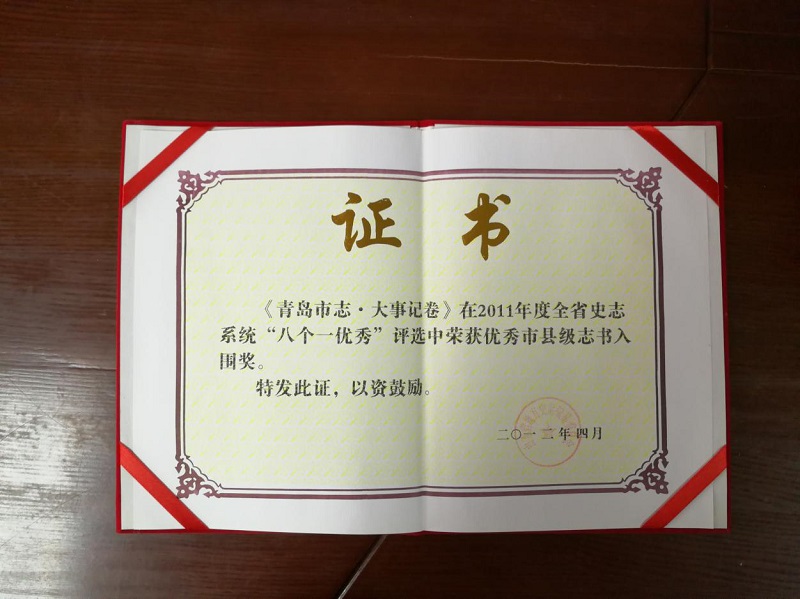 证书
《青岛市志·大事记卷》在2011年度全省史志
系统“八个一优秀”评选中荣获优秀市县级志书入
围奖。
特发此证，以资鼓励。
二〇一二年四月